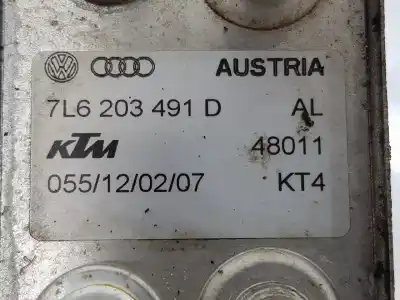 AUSTRIA
7L6 203 491 D AL
KTM 48011
055/12/02/07 KT4